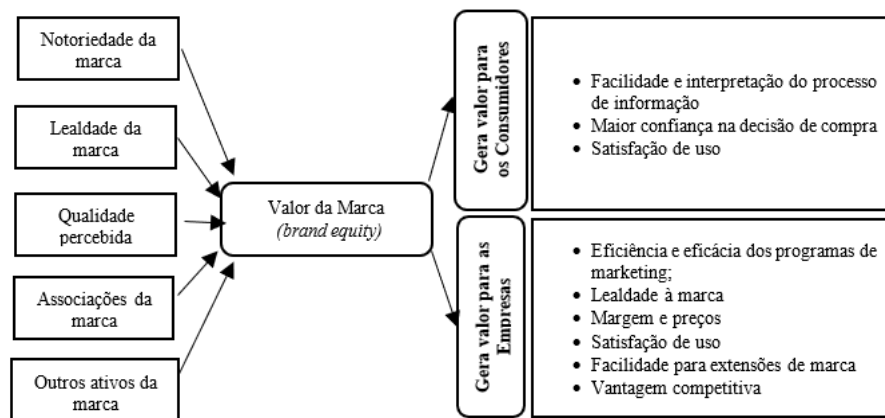 Notoriedade da
marca
Lealdade da
marca
Qualidade
percebida
Associações da
marca
Outros ativos da
marca
Valor da Marca
(brand equity)
Gera valor para
os Consumidores
Facilidade e interpretação do processo
de informação
Maior confiança na decisão de compra
Satisfação de uso
Gera valor para as
Empresas
Eficiência e eficácia dos programas de
marketing;
Lealdade à marca
Margem e preços
Satisfação de uso
Facilidade para extensões de marca
Vantagem competitiva